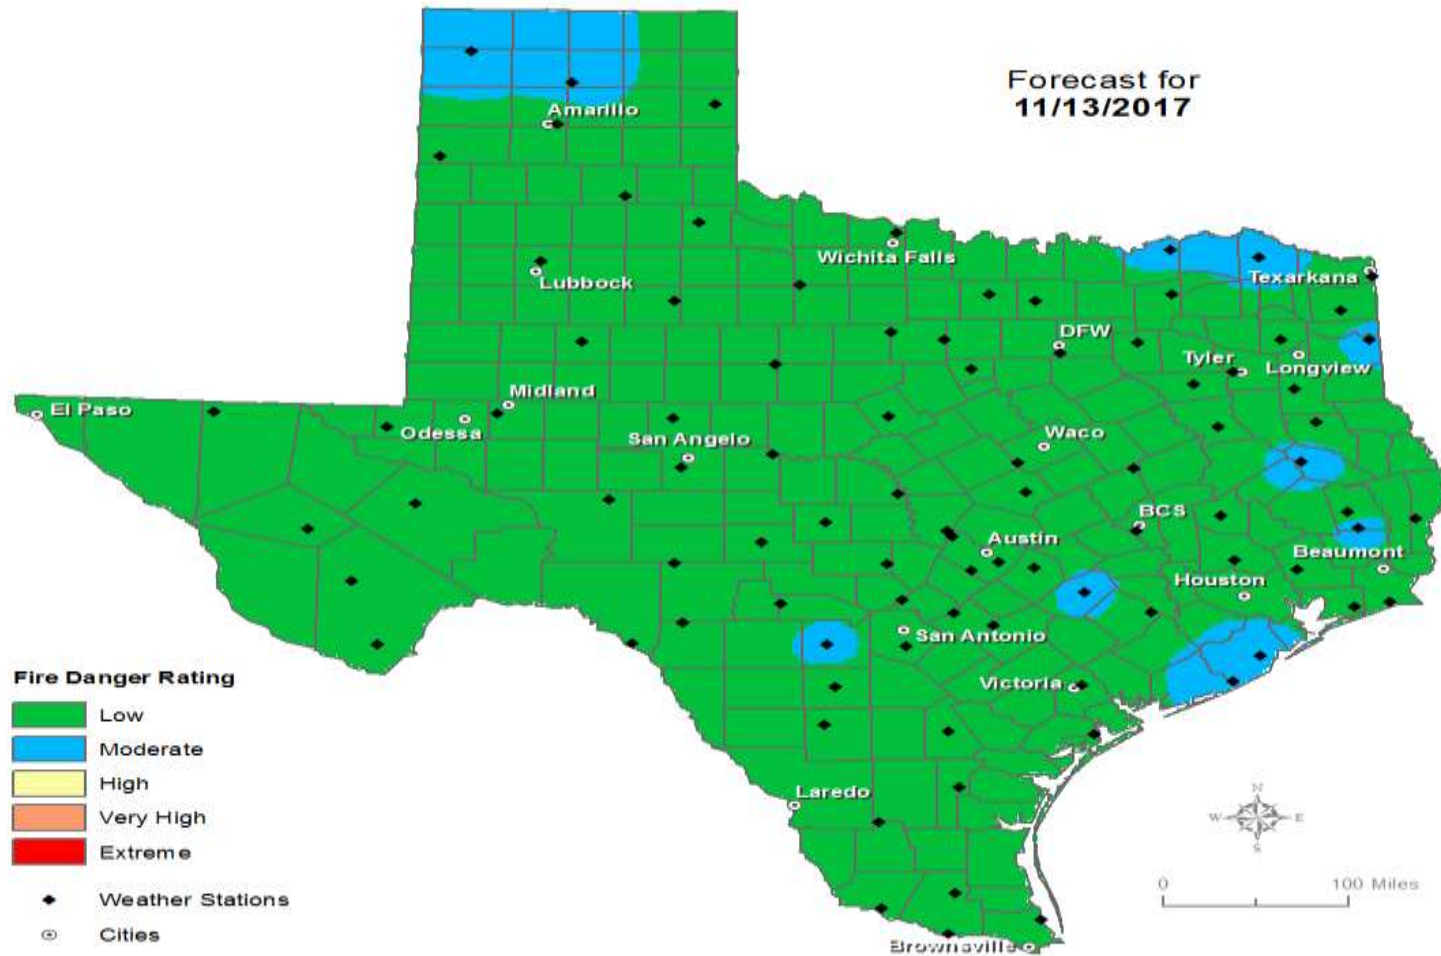 Forecast for
11/13/2017
Amarillo
Wichita Falls
Lubbock
Texarkana
DFW
Tyler
Longview
Midland
El Paso
Odessa
San Angelo
Waco
BCS
Austin
Beaumont
Houston
San Antonio
Victoria
Laredo
Brownsville
Fire Danger Rating
Low
Moderate
High
Very High
Extreme
Weather Stations
Cities
N
W E
S
0 100 Miles